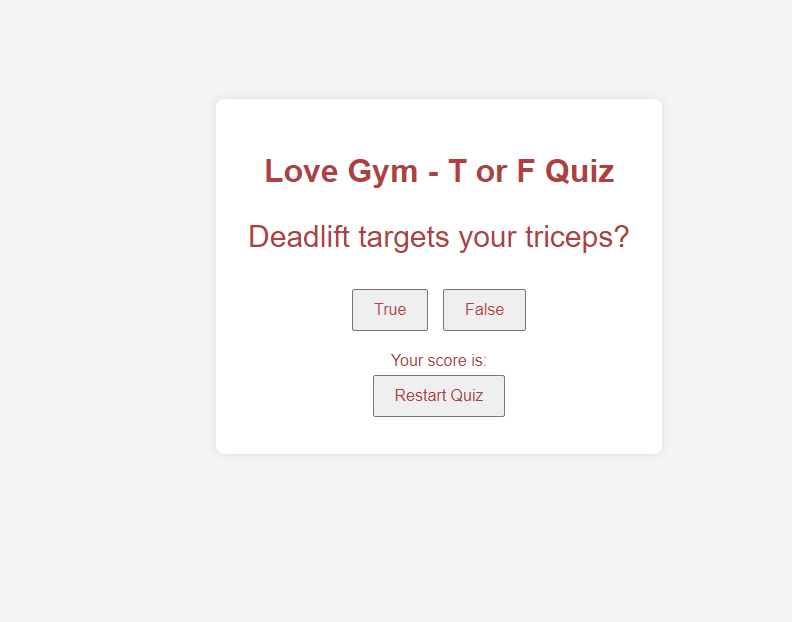 Love Gym - T or F Quiz
Deadlift targets your triceps?
True False
Your score is:
Restart Quiz